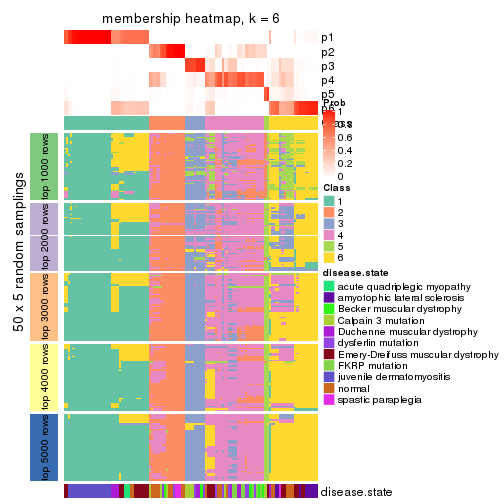 membership heatmap, k = 6
p1
p2
p3
p4
p5
Prob
1
0.6
0.4
0.2
0
Class
1
2
3
4
5
6
disease.state
acute quadriplegic myopathy
amyotophic lateral sclerosis
Becker muscular dystrophy
Calpain 3 mutation
Duchenne muscular dystrophy
dysferlin mutation
Emery-Dreifuss muscular dystrophy
FKRP mutation
juvenile dermatomyositis
normal
spastic paraplegia
50 x 5 random samplings
top 1000 rows
top 2000 rows
top 3000 rows
top 4000 rows
top 5000 rows
disease.state